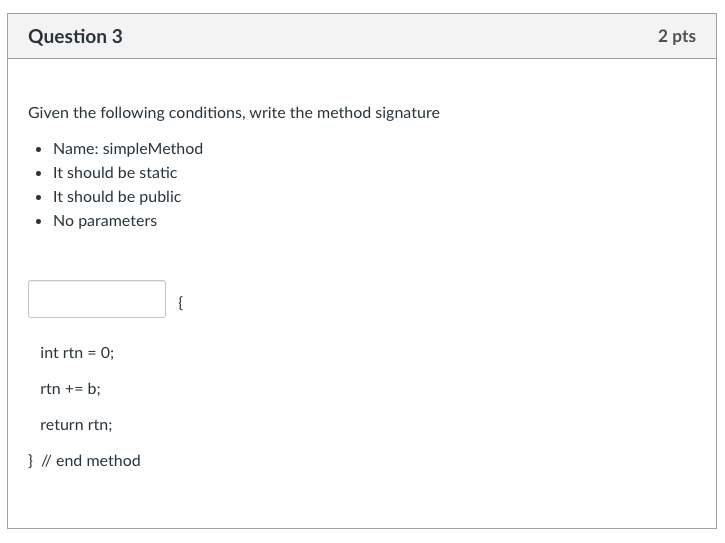 Question 3
2 pts
Given the following conditions, write the method signature
• Name: simpleMethod
• It should be static
• It should be public
• No parameters
{
int rtn = 0;
rtn += b;
return rtn;
} // end method